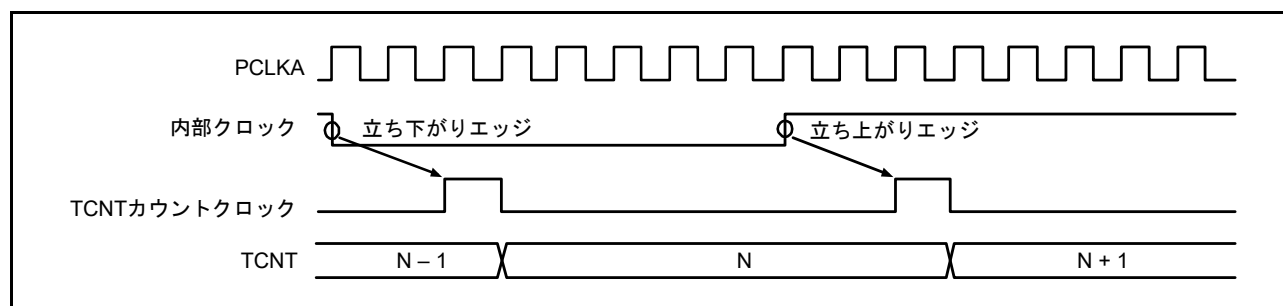 PCLKA
内部クロック
立ち下がりエッジ
立ち上がりエッジ
TCNTカウントクロック
TCNT
N – 1
N
N + 1